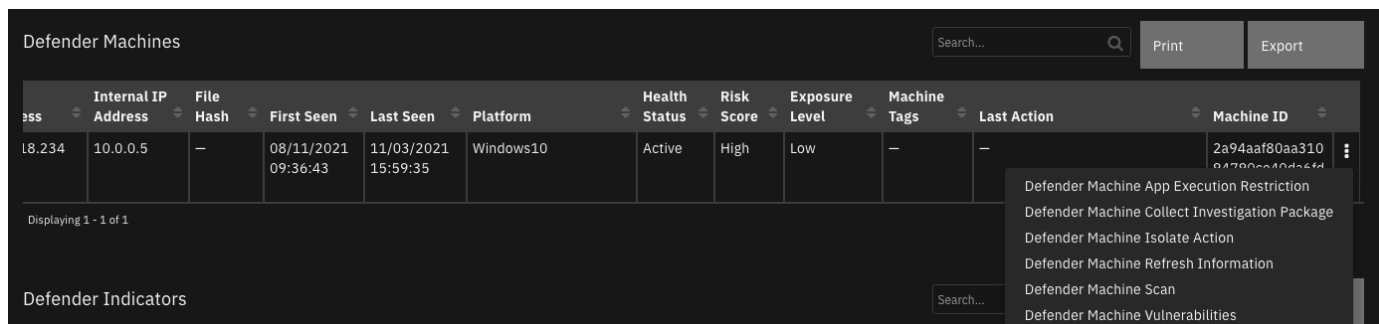 Defender Machines
Search...
Print
Export
ess
Internal IP Address
File Hash
First Seen
Last Seen
Platform
Health Status
Risk Score
Exposure Level
Machine Tags
Last Action
Machine ID
18.234
10.0.0.5
—
08/11/2021 09:36:43
11/03/2021 15:59:35
Windows10
Active
High
Low
—
—
2a94aaf80aa310
Displaying 1 - 1 of 1
Defender Machine App Execution Restriction
Defender Machine Collect Investigation Package
Defender Machine Isolate Action
Defender Machine Refresh Information
Defender Machine Scan
Defender Machine Vulnerabilities
Defender Indicators
Search...